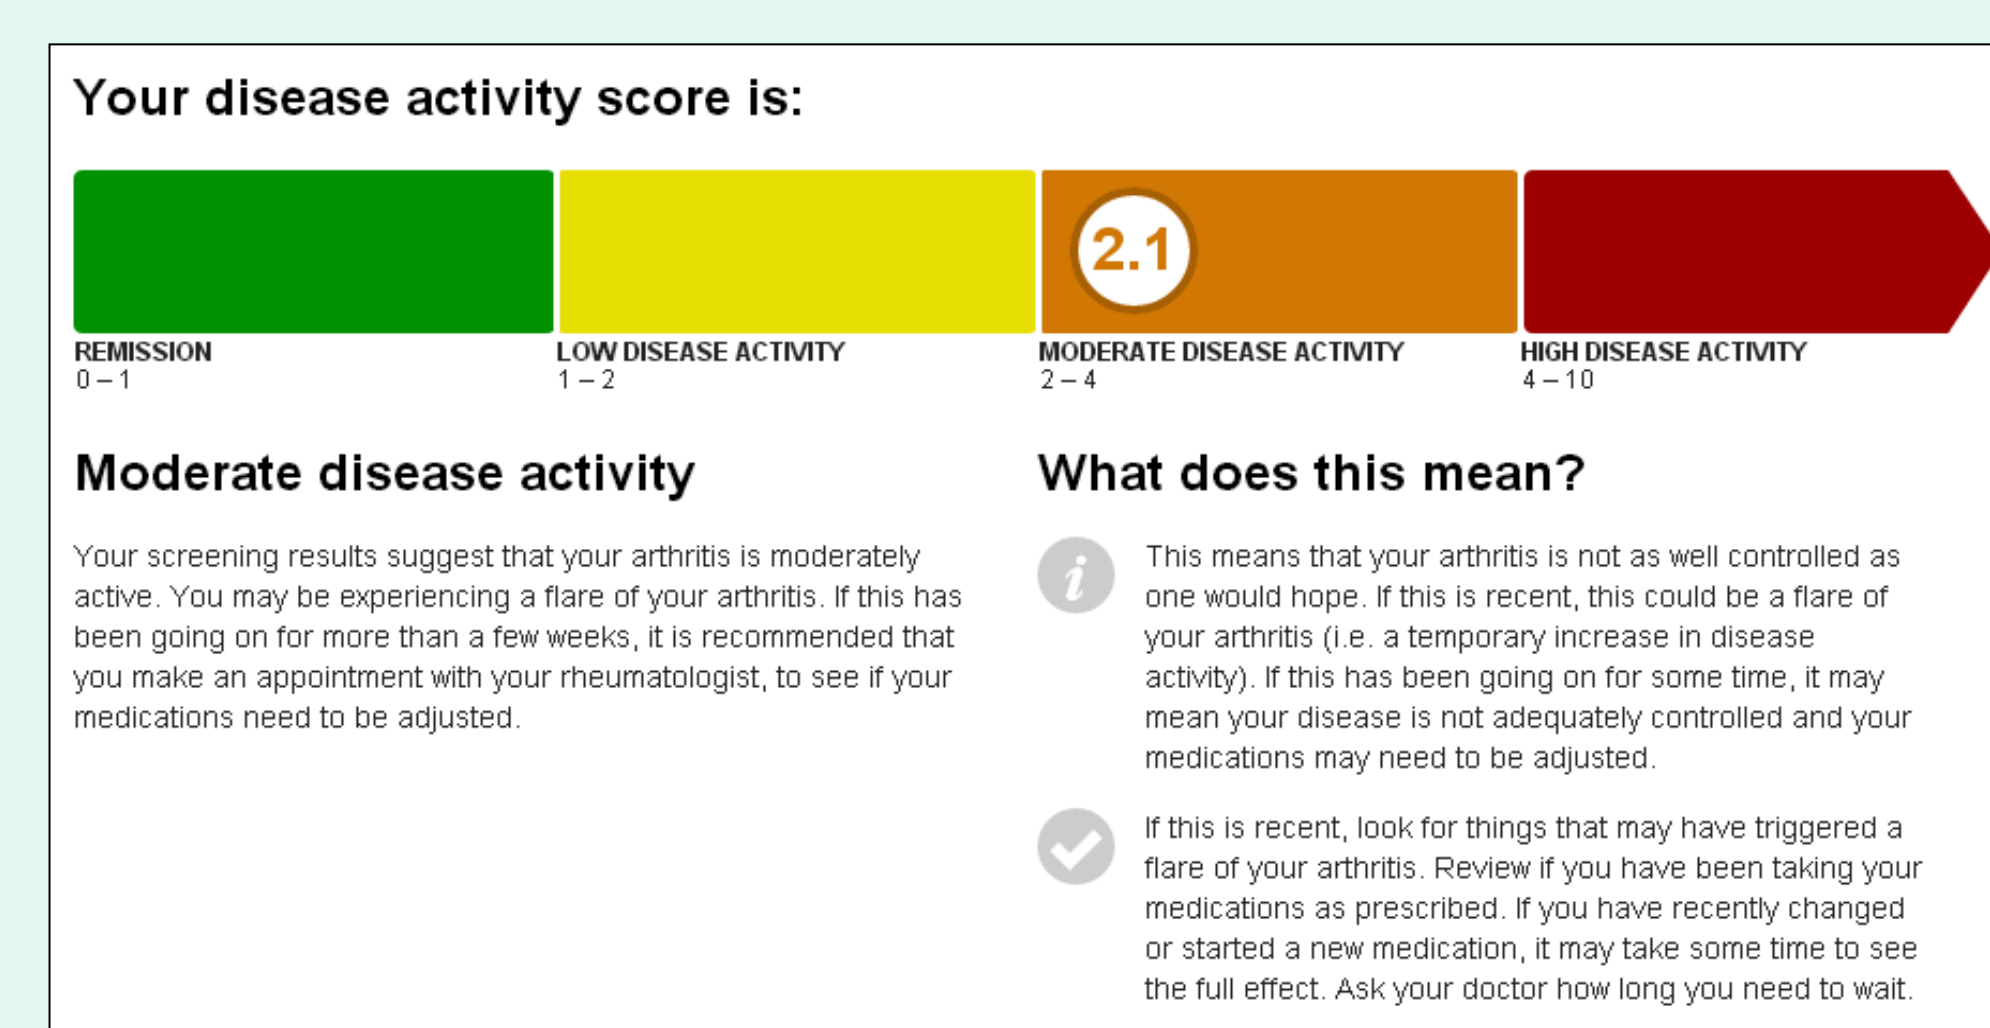 Your disease activity score is:
2.1
REMISSION
0 – 1
LOW DISEASE ACTIVITY
1 – 2
MODERATE DISEASE ACTIVITY
2 – 4
HIGH DISEASE ACTIVITY
4 – 10
Moderate disease activity
Your screening results suggest that your arthritis is moderately
active. You may be experiencing a flare of your arthritis. If this has
been going on for more than a few weeks, it is recommended that
you make an appointment with your rheumatologist, to see if your
medications need to be adjusted.
What does this mean?
i
This means that your arthritis is not as well controlled as
one would hope. If this is recent, this could be a flare of
your arthritis (i.e. a temporary increase in disease
activity). If this has been going on for some time, it may
mean your disease is not adequately controlled and your
medications may need to be adjusted.
If this is recent, look for things that may have triggered a
flare of your arthritis. Review if you have been taking your
medications as prescribed. If you have recently changed
or started a new medication, it may take some time to see
the full effect. Ask your doctor how long you need to wait.